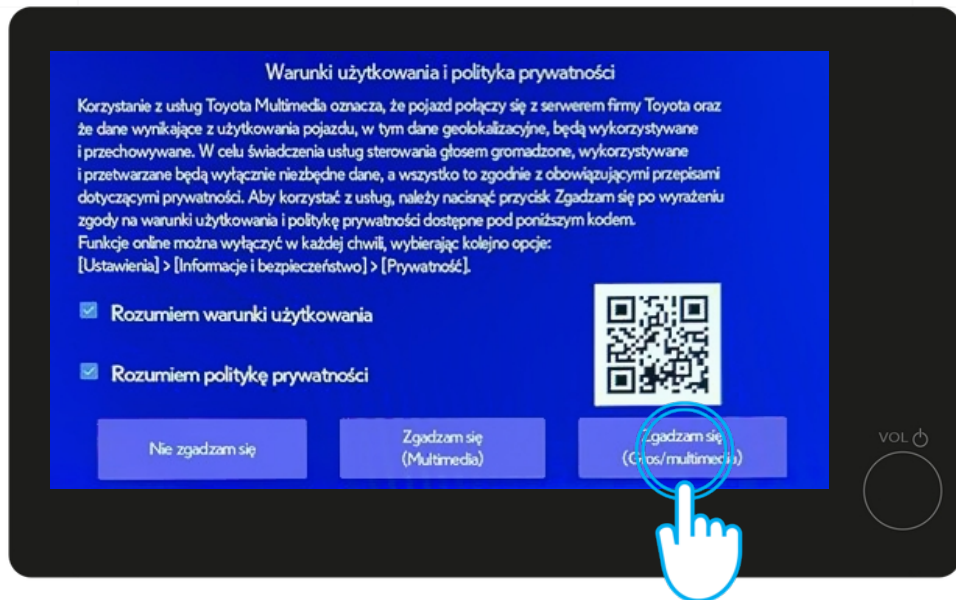 Warunki użytkowania i polityka prywatności
Korzystanie z usług Toyota Multimedia oznacza, że pojazd połączy się z serwerem firmy Toyota oraz
że dane wynikające z użytkowania pojazdu, w tym dane geolokalizacyjne, będą wykorzystywane
i przechowywane. W celu świadczenia usług sterowania głosem gromadzone, wykorzystywane
i przetwarzane będą wyłącznie niezbędne dane, a wszystko to zgodnie z obowiązującymi przepisami
dotyczącymi prywatności. Aby korzystać z usług, należy nacisnąć przycisk Zgadzam się po wyrażeniu
zgody na warunki użytkowania i politykę prywatności dostępne pod poniższym kodem.
Funkcje online można wyłączyć w każdej chwili, wybierając kolejno opcje:
[Ustawienia] > [Informacje i bezpieczeństwo] > [Prywatność].
Rozumiem warunki użytkowania
Rozumiem politykę prywatności
Nie zgadzam się
Zgadzam się
(Multimedia)
Zgadzam się
(Głos/multimedia)
VOL